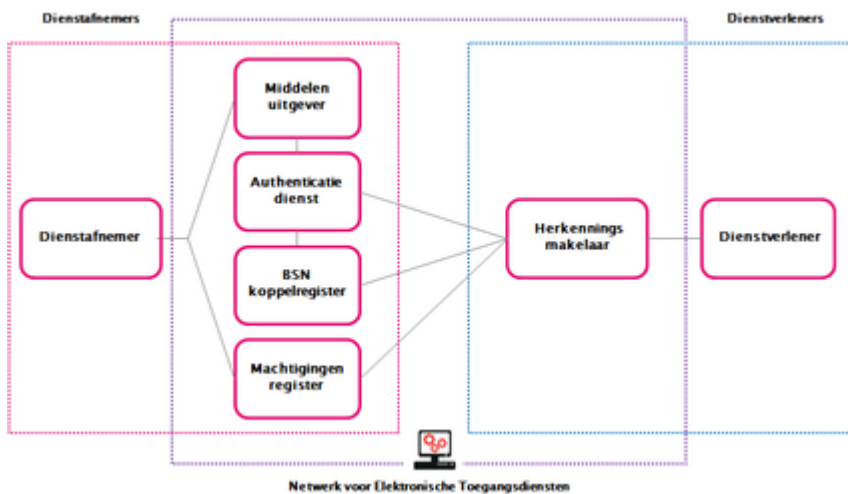 Dienstafnemers
Dienstverleners
Middelen
uitgever
Authenticatie
dienst
Dienstafnemer
Herkennings
makelaar
Dienstverlener
BSN
koppelregister
Machtigingen
register
Netwerk voor Elektronische Toegangsdiensten